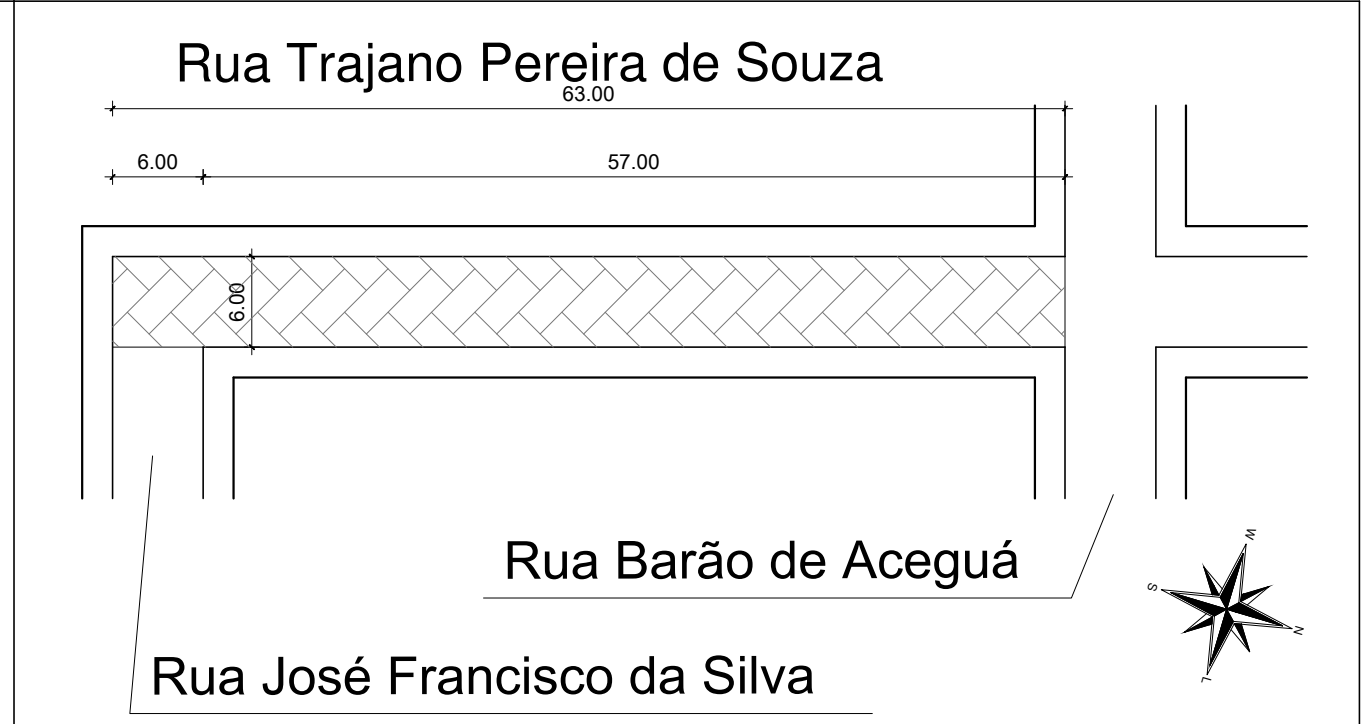 Rua Trajano Pereira de Souza
63.00
6.00
57.00
6.00
Rua Barão de Aceguá
W
S
N
L
Rua José Francisco da Silva